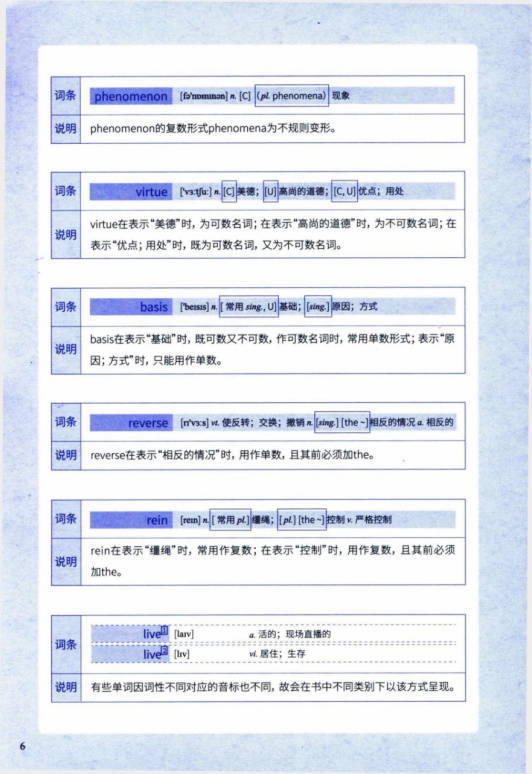 词条 phenomenon [fə'nɒmɪnən] n. [C] (pl. phenomena) 现象
说明 phenomenon的复数形式phenomena为不规则变形。
词条 virtue ['vɜːtʃuː] n. [C]美德；[U]高尚的道德；[C, U]优点；用处
virtue在表示“美德”时，为可数名词；在表示“高尚的道德”时，为不可数名词；在
说明
表示“优点；用处”时，既为可数名词，又为不可数名词。
词条 basis ['beɪsɪs] n. [ 常用 sing., U]基础；[sing.]原因；方式
basis在表示“基础”时，既可数又不可数，作可数名词时，常用单数形式；表示“原
说明
因；方式”时，只能用作单数。
词条 reverse [rɪ'vɜːs] vt. 使反转；交换；撤销 n. [sing.] [the ~]相反的情况 a. 相反的
说明 reverse在表示“相反的情况”时，用作单数，且其前必须加the。
词条 rein [reɪn] n. [ 常用 pl.]缰绳；[pl.] [the ~]控制 v. 严格控制
rein在表示“缰绳”时，常用作复数；在表示“控制”时，用作复数，且其前必须
说明
加the。
live1 [laɪv] a. 活的；现场直播的
词条
live2 [lɪv] vi. 居住；生存
说明 有些单词因词性不同对应的音标也不同，故会在书中不同类别下以该方式呈现。
6